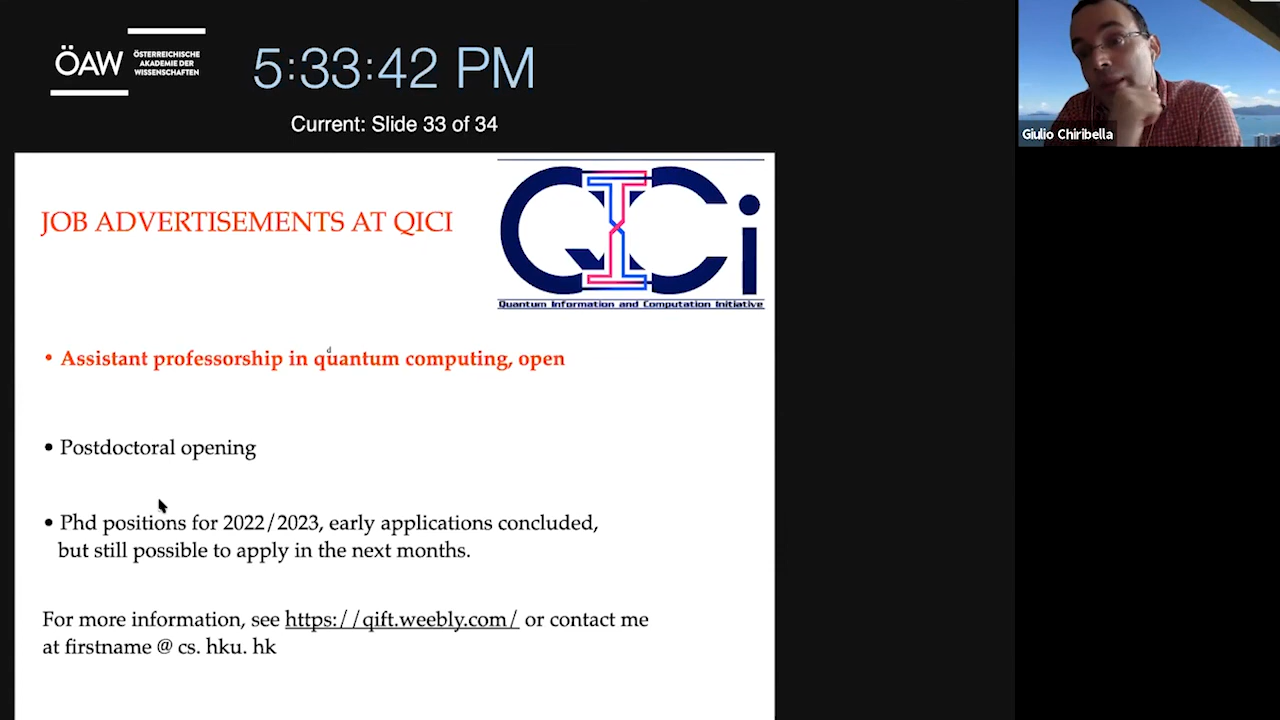 ÖAW
ÖSTERREICHISCHE
AKADEMIE DER
WISSENSCHAFTEN
5:33:42 PM
Current: Slide 33 of 34
Giulio Chiribella
JOB ADVERTISEMENTS AT QICI
QICi
Quantum Information and Computation Initiative
• Assistant professorship in quantum computing, open
d
• Postdoctoral opening
• Phd positions for 2022/2023, early applications concluded,
but still possible to apply in the next months.
For more information, see https://qift.weebly.com/ or contact me
at firstname @ cs. hku. hk